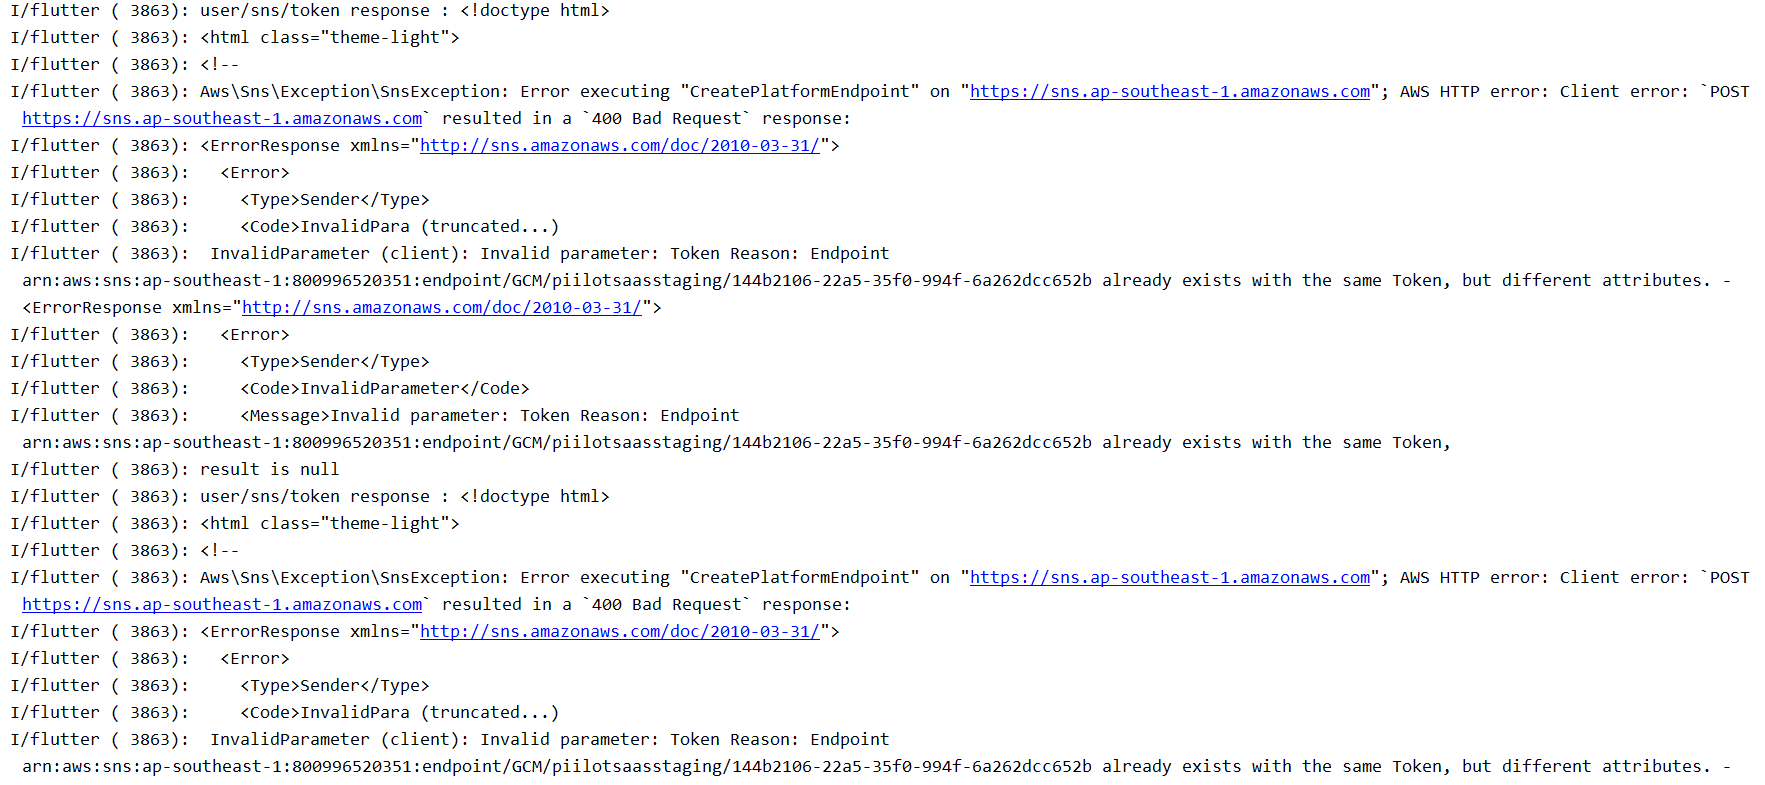 I/flutter ( 3863): user/sns/token response : <!doctype html>
I/flutter ( 3863): <html class="theme-light">
I/flutter ( 3863): <!--
I/flutter ( 3863): Aws\Sns\Exception\SnsException: Error executing "CreatePlatformEndpoint" on "https://sns.ap-southeast-1.amazonaws.com"; AWS HTTP error: Client error: `POST
https://sns.ap-southeast-1.amazonaws.com` resulted in a `400 Bad Request` response:
I/flutter ( 3863): <ErrorResponse xmlns="http://sns.amazonaws.com/doc/2010-03-31/">
I/flutter ( 3863):   <Error>
I/flutter ( 3863):     <Type>Sender</Type>
I/flutter ( 3863):     <Code>InvalidPara (truncated...)
I/flutter ( 3863):  InvalidParameter (client): Invalid parameter: Token Reason: Endpoint
arn:aws:sns:ap-southeast-1:800996520351:endpoint/GCM/piilotsaasstaging/144b2106-22a5-35f0-994f-6a262dcc652b already exists with the same Token, but different attributes. -
<ErrorResponse xmlns="http://sns.amazonaws.com/doc/2010-03-31/">
I/flutter ( 3863):   <Error>
I/flutter ( 3863):     <Type>Sender</Type>
I/flutter ( 3863):     <Code>InvalidParameter</Code>
I/flutter ( 3863):     <Message>Invalid parameter: Token Reason: Endpoint
arn:aws:sns:ap-southeast-1:800996520351:endpoint/GCM/piilotsaasstaging/144b2106-22a5-35f0-994f-6a262dcc652b already exists with the same Token,
I/flutter ( 3863): result is null
I/flutter ( 3863): user/sns/token response : <!doctype html>
I/flutter ( 3863): <html class="theme-light">
I/flutter ( 3863): <!--
I/flutter ( 3863): Aws\Sns\Exception\SnsException: Error executing "CreatePlatformEndpoint" on "https://sns.ap-southeast-1.amazonaws.com"; AWS HTTP error: Client error: `POST
https://sns.ap-southeast-1.amazonaws.com` resulted in a `400 Bad Request` response:
I/flutter ( 3863): <ErrorResponse xmlns="http://sns.amazonaws.com/doc/2010-03-31/">
I/flutter ( 3863):   <Error>
I/flutter ( 3863):     <Type>Sender</Type>
I/flutter ( 3863):     <Code>InvalidPara (truncated...)
I/flutter ( 3863):  InvalidParameter (client): Invalid parameter: Token Reason: Endpoint
arn:aws:sns:ap-southeast-1:800996520351:endpoint/GCM/piilotsaasstaging/144b2106-22a5-35f0-994f-6a262dcc652b already exists with the same Token, but different attributes. -